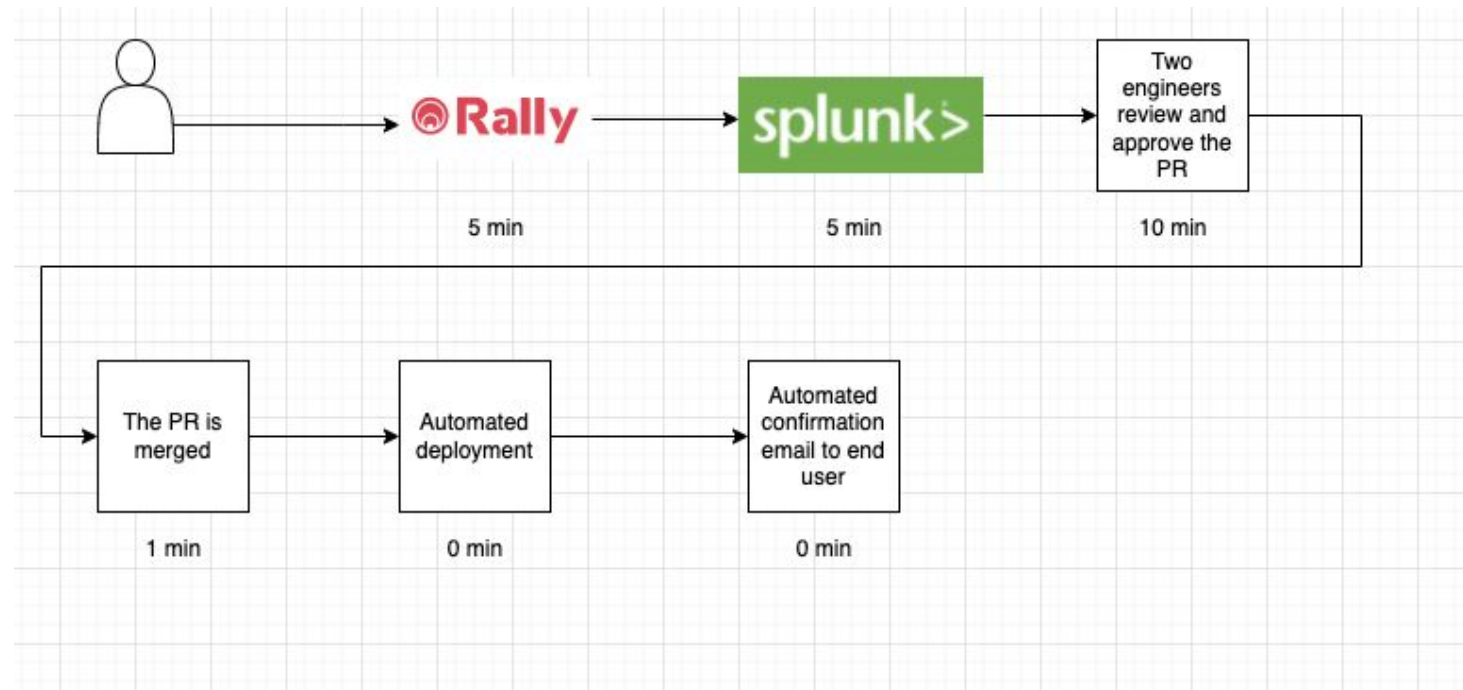 Rally
splunk>
Two
engineers
review and
approve the
PR
5 min
5 min
10 min
The PR is
merged
Automated
deployment
Automated
confirmation
email to end
user
1 min
0 min
0 min